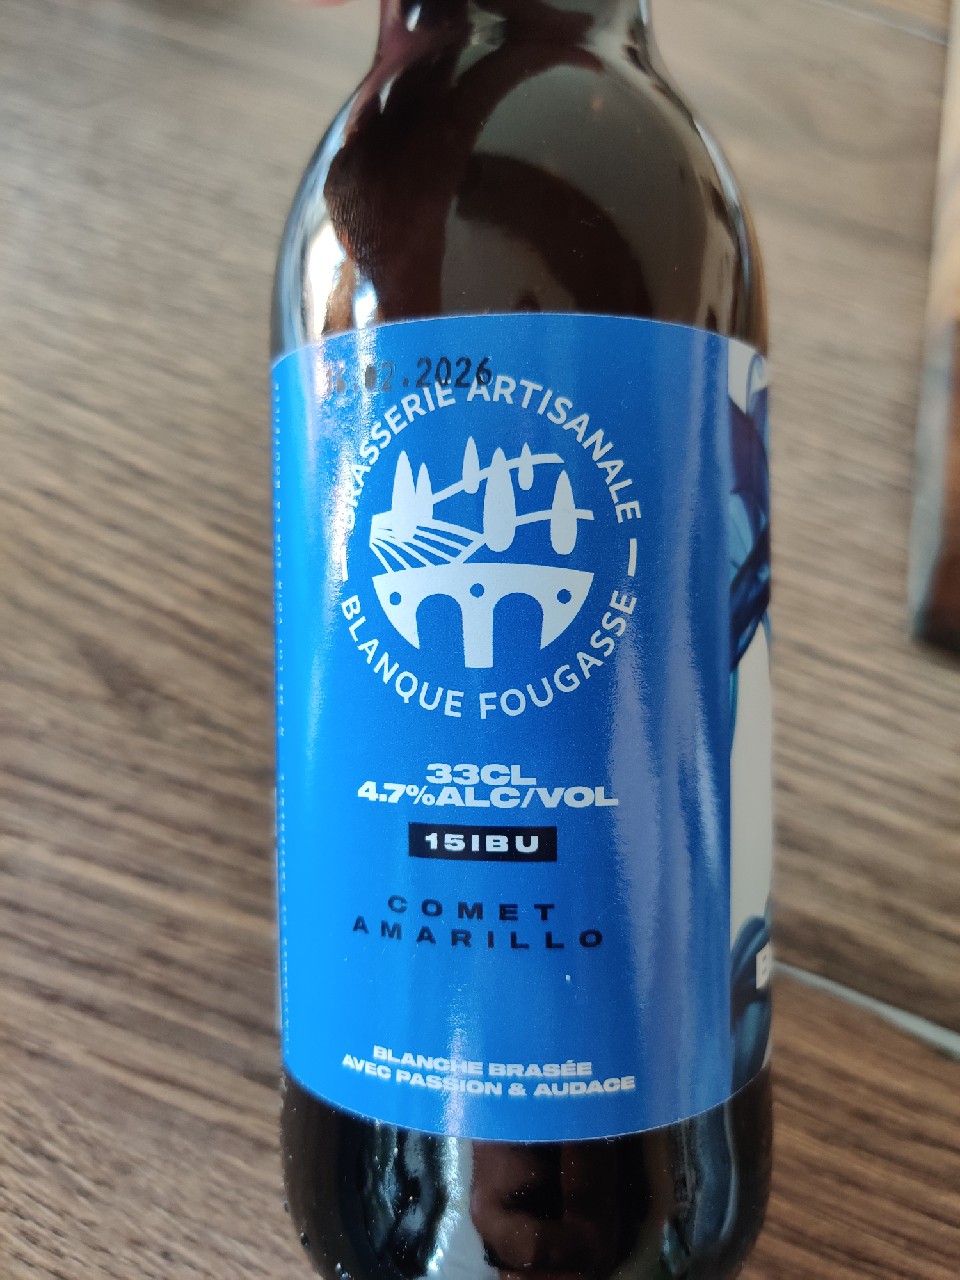 .02.2026
BRASSERIE ARTISANALE
BLANQUE FOUGASSE
33CL
4.7%ALC/VOL
15IBU
COMET
AMARILLO
BLANCHE BRASÉE
AVEC PASSION & AUDACE